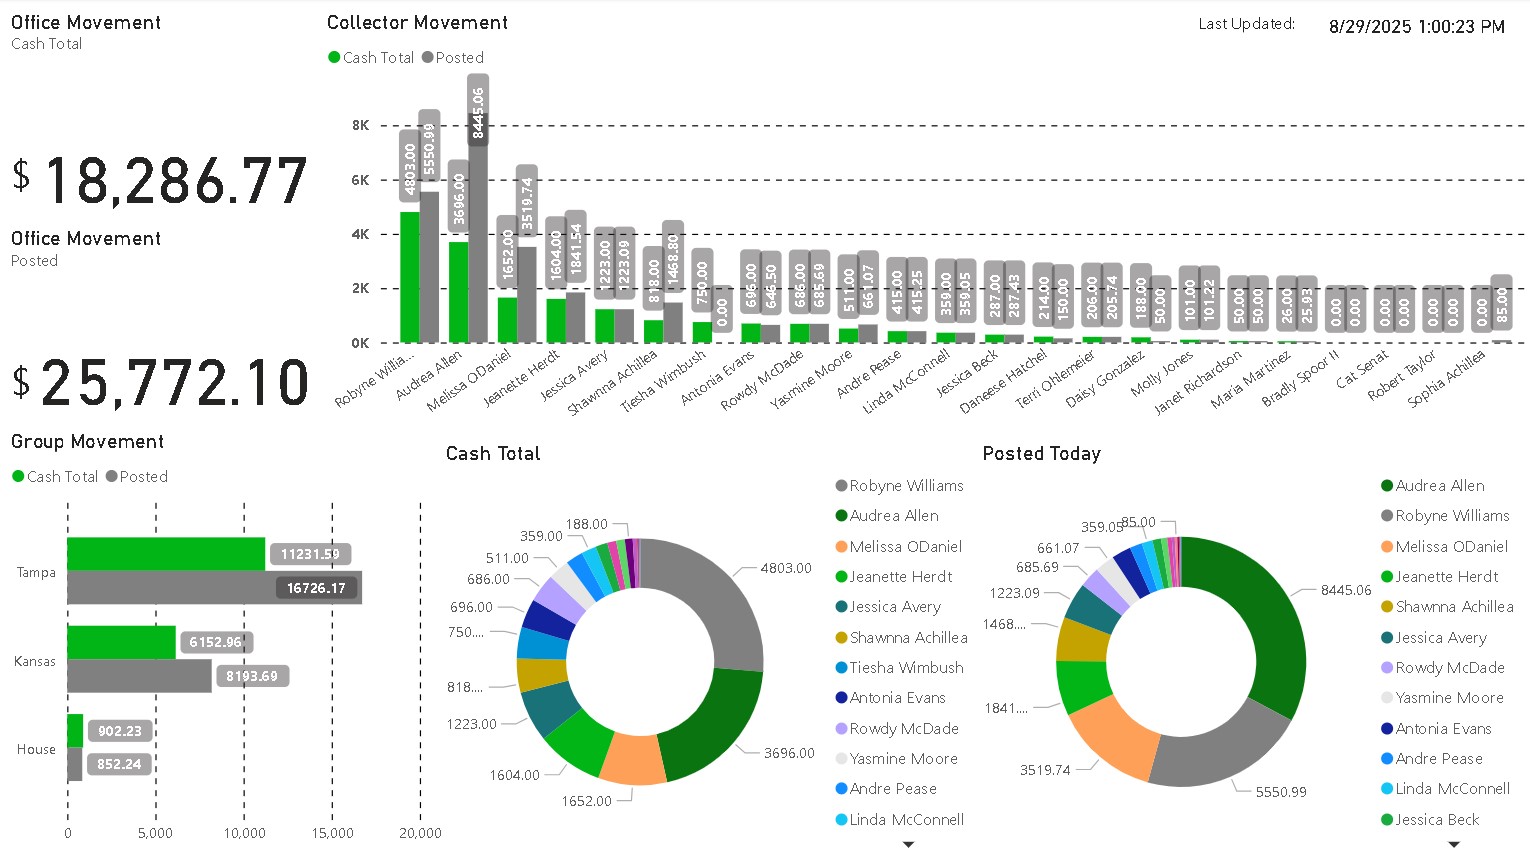 Office Movement
Cash Total
$ 18,286.77
Office Movement
Posted
$ 25,772.10
Collector Movement
Cash Total Posted
Last Updated: 8/29/2025 1:00:23 PM
8K
6K
4K
2K
0K
4803.00
5550.99
3696.00
8445.06
1652.00
3519.74
1604.00
1841.54
1223.00
1223.09
818.00
1468.80
750.00
0.00
696.00
646.50
686.00
685.69
511.00
661.07
415.00
415.25
359.00
359.05
287.00
287.43
214.00
150.00
206.00
205.74
188.00
50.00
101.00
101.22
50.00
50.00
26.00
25.93
0.00
0.00
0.00
0.00
0.00
0.00
0.00
85.00
Robyne Willia...
Audrea Allen
Melissa ODaniel
Jeanette Herdt
Jessica Avery
Shawnna Achillea
Tiesha Wimbush
Antonia Evans
Rowdy McDade
Yasmine Moore
Andre Pease
Linda McConnell
Jessica Beck
Daneese Hatchel
Terri Ohlemeier
Daisy Gonzalez
Molly Jones
Janet Richardson
Maria Martinez
Bradly Spoor II
Cat Senat
Robert Taylor
Sophia Achillea
Group Movement
Cash Total Posted
Tampa
11231.59
16726.17
Kansas
6152.96
8193.69
House
902.23
852.24
0 5,000 10,000 15,000 20,000
Cash Total
188.00
359.00
511.00
686.00
696.00
750....
818....
1223.00
1604.00
1652.00
3696.00
4803.00
Robyne Williams
Audrea Allen
Melissa ODaniel
Jeanette Herdt
Jessica Avery
Shawnna Achillea
Tiesha Wimbush
Antonia Evans
Rowdy McDade
Yasmine Moore
Andre Pease
Linda McConnell
Posted Today
85.00
359.05
661.07
685.69
1223.09
1468....
1841....
3519.74
5550.99
8445.06
Audrea Allen
Robyne Williams
Melissa ODaniel
Jeanette Herdt
Shawnna Achillea
Jessica Avery
Rowdy McDade
Yasmine Moore
Antonia Evans
Andre Pease
Linda McConnell
Jessica Beck